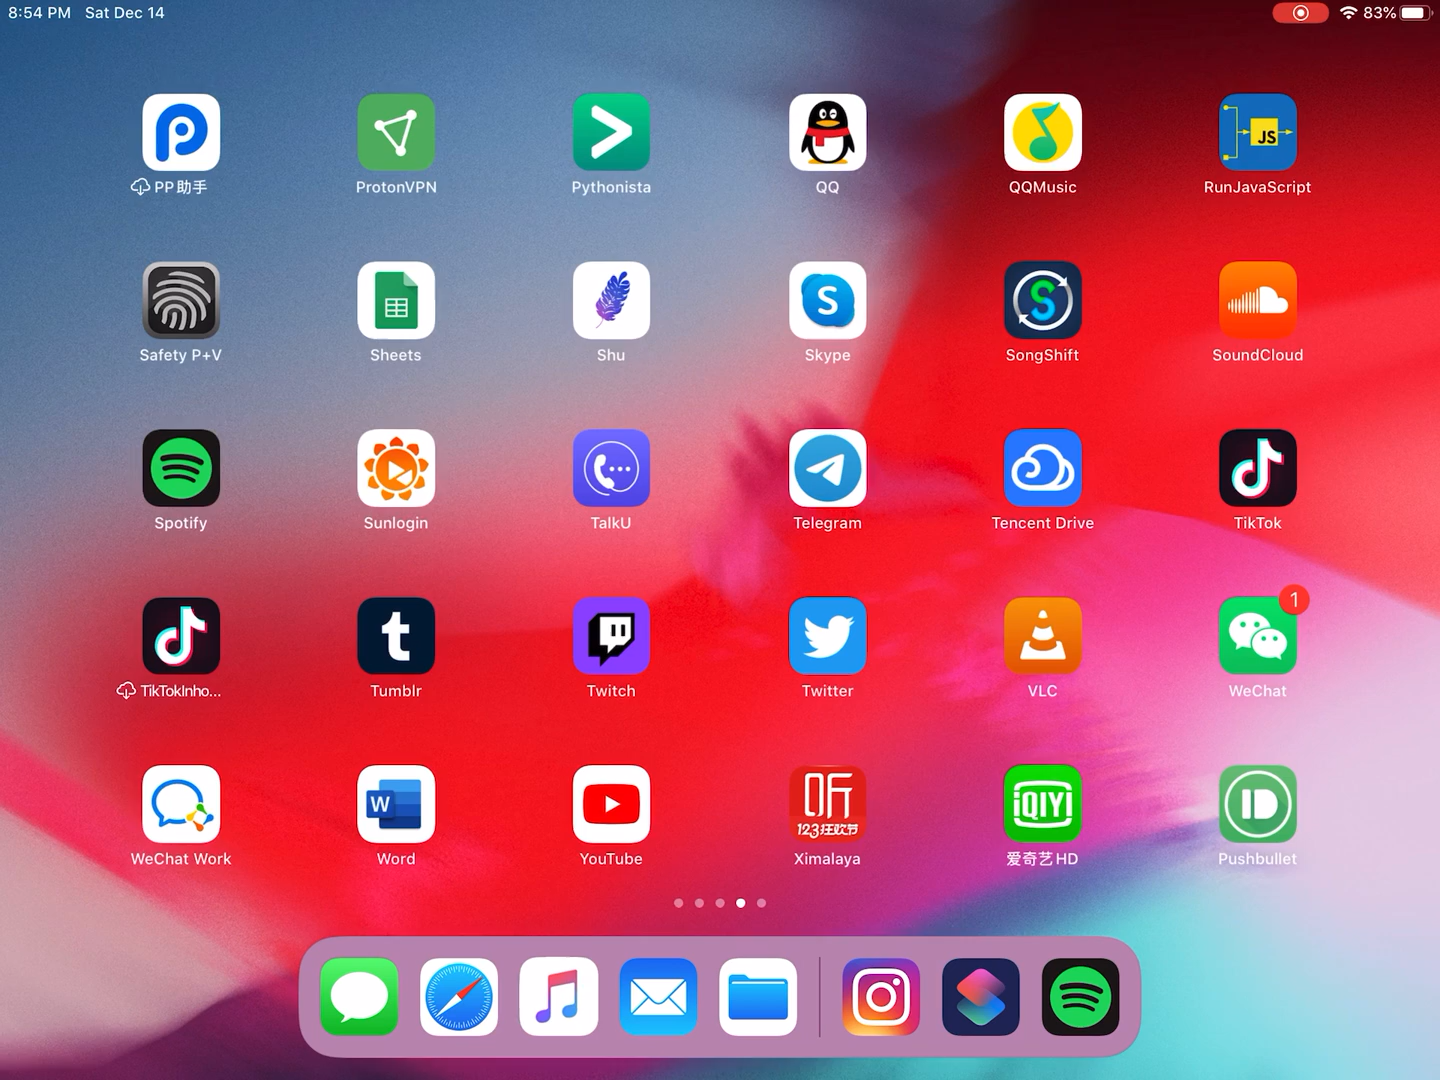 8:54 PM Sat Dec 14
83%
PP助手
ProtonVPN
Pythonista
QQ
QQMusic
JS
RunJavaScript
Safety P+V
Sheets
Shu
S
Skype
S
SongShift
SoundCloud
Spotify
Sunlogin
TalkU
Telegram
Tencent Drive
TikTok
1
TikTokInho...
t
Tumblr
Twitch
Twitter
VLC
WeChat
W
听
123狂欢节
iQIYI
WeChat Work
Word
YouTube
Ximalaya
爱奇艺HD
Pushbullet